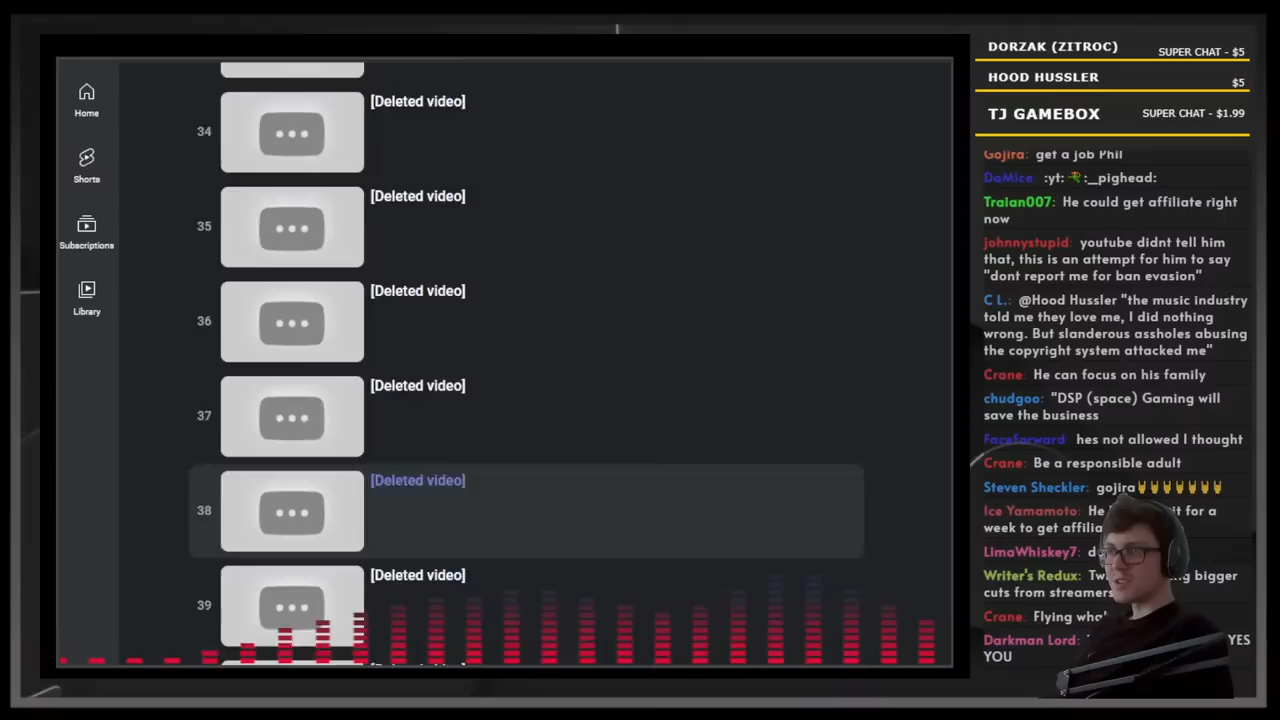 Home
Shorts
Subscriptions
Library
34
[Deleted video]
35
[Deleted video]
36
[Deleted video]
37
[Deleted video]
38
[Deleted video]
39
[Deleted video]
DORZAK (ZITROC) SUPER CHAT - $5
HOOD HUSSLER $5
TJ GAMEBOX SUPER CHAT - $1.99
Gojira: get a job Phil
DaMice :yt: :_pighead:
Traian007: He could get affiliate right
now
johnnystupid: youtube didnt tell him
that, this is an attempt for him to say
"dont report me for ban evasion"
C L.: @Hood Hussler "the music industry
told me they love me, I did nothing
wrong. But slanderous assholes abusing
the copyright system attacked me"
Crane: He can focus on his family
chudgoo: "DSP (space) Gaming will
save the business
FaceForward hes not allowed I thought
Crane: Be a responsible adult
Steven Sheckler: gojira
Ice Yamamoto: He for a
week to get
LimaWhiskey7:
Writer's Redux: bigger
cuts from streamers
Crane: Flying
Darkman Lord: YES
YOU